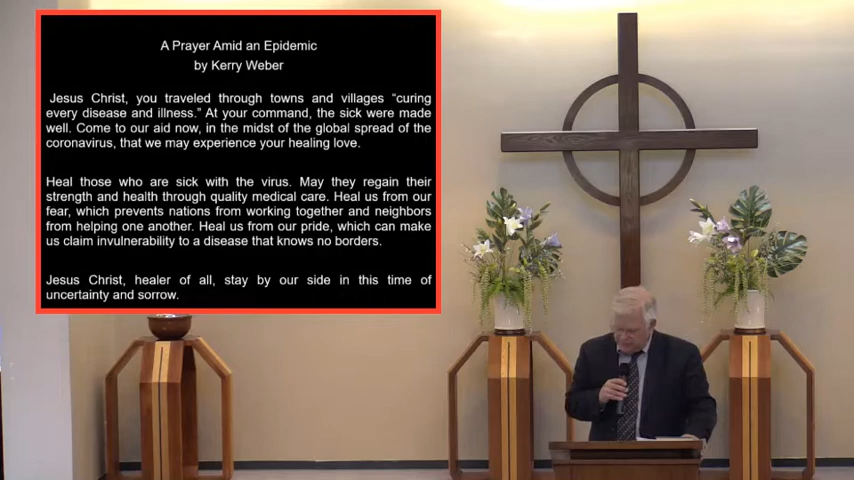 A Prayer Amid an Epidemic
by Kerry Weber
Jesus Christ, you traveled through towns and villages “curing
every disease and illness.” At your command, the sick were made
well. Come to our aid now, in the midst of the global spread of the
coronavirus, that we may experience your healing love.
Heal those who are sick with the virus. May they regain their
strength and health through quality medical care. Heal us from our
fear, which prevents nations from working together and neighbors
from helping one another. Heal us from our pride, which can make
us claim invulnerability to a disease that knows no borders.
Jesus Christ, healer of all, stay by our side in this time of
uncertainty and sorrow.